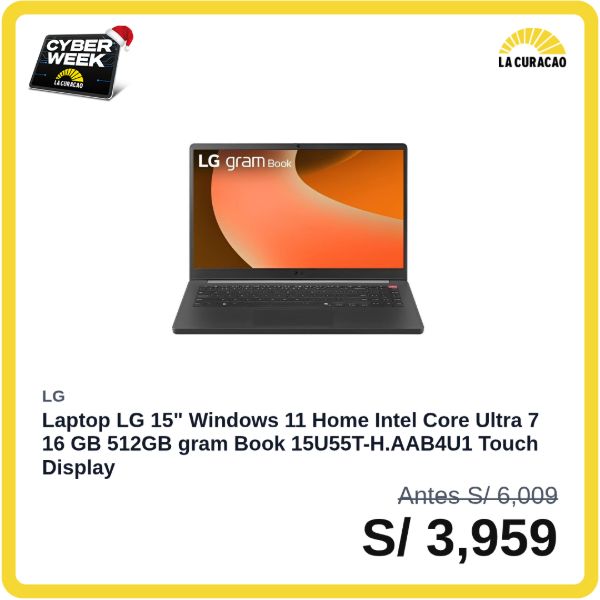 CYBER
WEEK
LA CURACAO
LA CURACAO
LG gram Book
LG
Laptop LG 15" Windows 11 Home Intel Core Ultra 7
16 GB 512GB gram Book 15U55T-H.AAB4U1 Touch
Display
Antes S/ 6,009
S/ 3,959